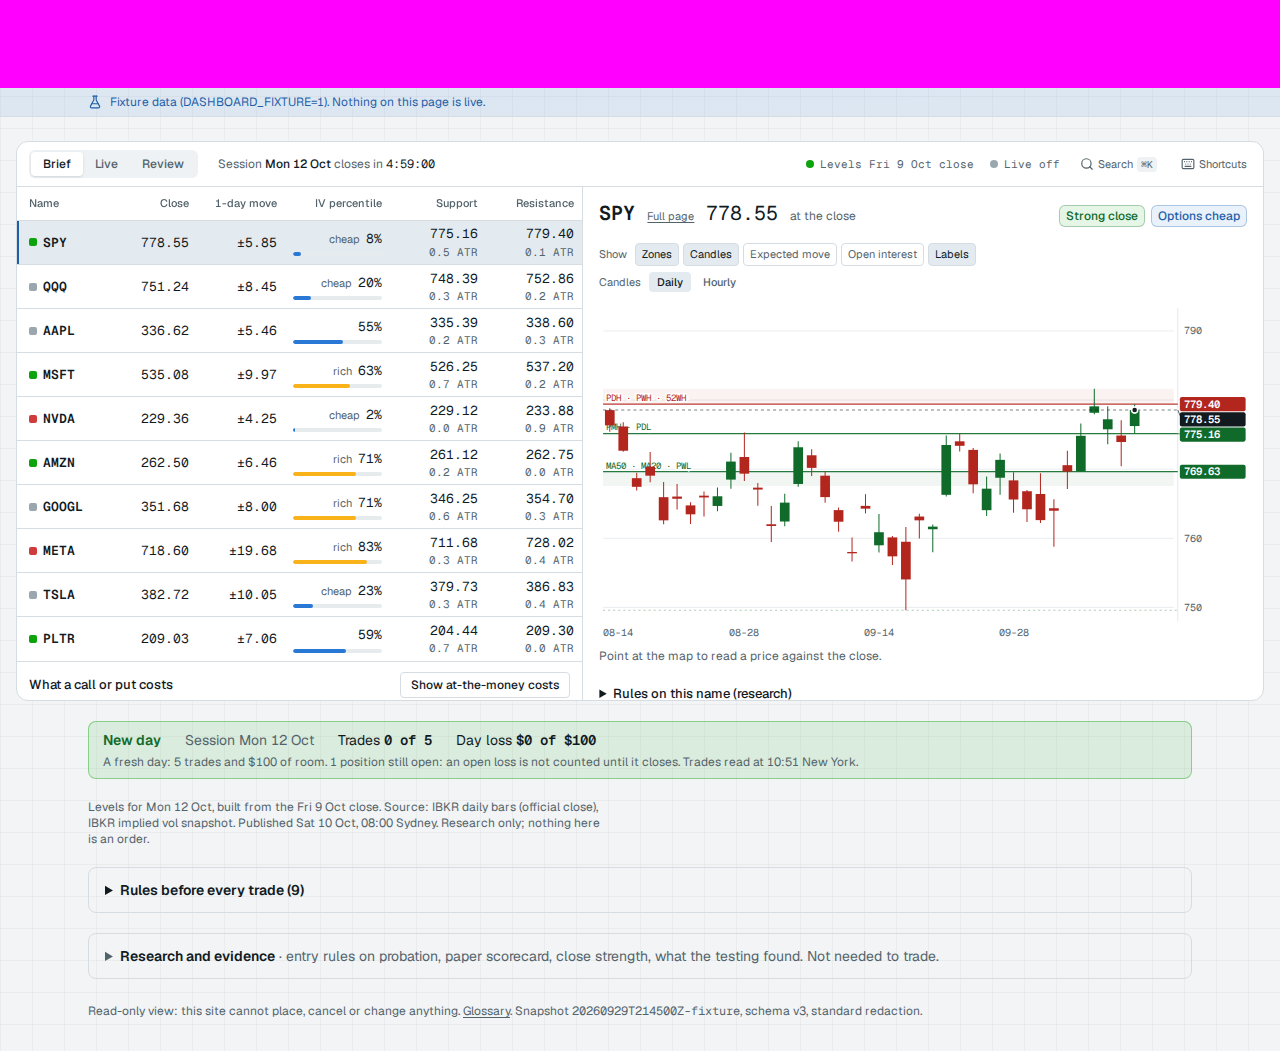 Fixture data (DASHBOARD_FIXTURE=1). Nothing on this page is live.
Brief Live Review Session Mon 12 Oct closes in 4:59:00
Levels Fri 9 Oct close Live off Search ⌘K Shortcuts
Name Close 1-day move IV percentile Support Resistance
SPY 778.55 ±5.85 cheap 8% 775.16 779.40
0.5 ATR 0.1 ATR
QQQ 751.24 ±8.45 cheap 20% 748.39 752.86
0.3 ATR 0.2 ATR
AAPL 336.62 ±5.46 55% 335.39 338.60
0.2 ATR 0.3 ATR
MSFT 535.08 ±9.97 rich 63% 526.25 537.20
0.7 ATR 0.2 ATR
NVDA 229.36 ±4.25 cheap 2% 229.12 233.88
0.0 ATR 0.9 ATR
AMZN 262.50 ±6.46 rich 71% 261.12 262.75
0.2 ATR 0.0 ATR
GOOGL 351.68 ±8.00 rich 71% 346.25 354.70
0.6 ATR 0.3 ATR
META 718.60 ±19.68 rich 83% 711.68 728.02
0.3 ATR 0.4 ATR
TSLA 382.72 ±10.05 cheap 23% 379.73 386.83
0.3 ATR 0.4 ATR
PLTR 209.03 ±7.06 59% 204.44 209.30
0.7 ATR 0.0 ATR
What a call or put costs Show at-the-money costs
SPY Full page 778.55 at the close Strong close Options cheap
Show Zones Candles Expected move Open interest Labels
Candles Daily Hourly
790
PDH · PWH · 52WH
779.40
778.55
PDL
775.16
MA50 · MA20 · PWL
769.63
760
750
08-14 08-28 09-14 09-28
Point at the map to read a price against the close.
Rules on this name (research)
New day Session Mon 12 Oct Trades 0 of 5 Day loss $0 of $100
A fresh day: 5 trades and $100 of room. 1 position still open: an open loss is not counted until it closes. Trades read at 10:51 New York.
Levels for Mon 12 Oct, built from the Fri 9 Oct close. Source: IBKR daily bars (official close),
IBKR implied vol snapshot. Published Sat 10 Oct, 08:00 Sydney. Research only; nothing here
is an order.
Rules before every trade (9)
Research and evidence · entry rules on probation, paper scorecard, close strength, what the testing found. Not needed to trade.
Read-only view: this site cannot place, cancel or change anything. Glossary. Snapshot 20260929T214500Z-fixture, schema v3, standard redaction.